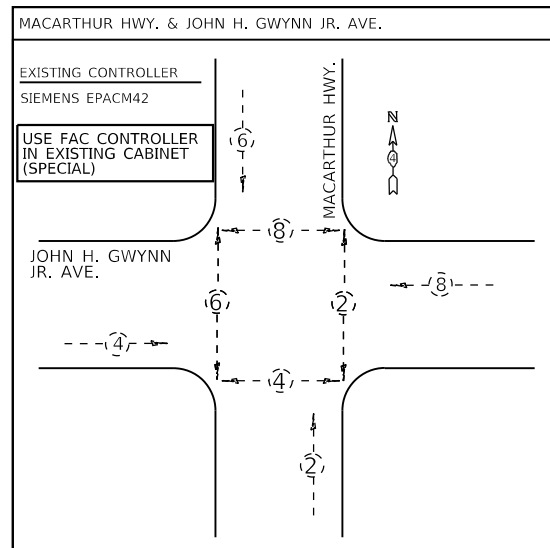 MACARTHUR HWY. & JOHN H. GWYNN JR. AVE.
EXISTING CONTROLLER
SIEMENS EPACM42
USE FAC CONTROLLER
IN EXISTING CABINET
(SPECIAL)
6
MACARTHUR HWY.
N
4
8
JOHN H. GWYNN
JR. AVE.
6
2
8
4
4
2